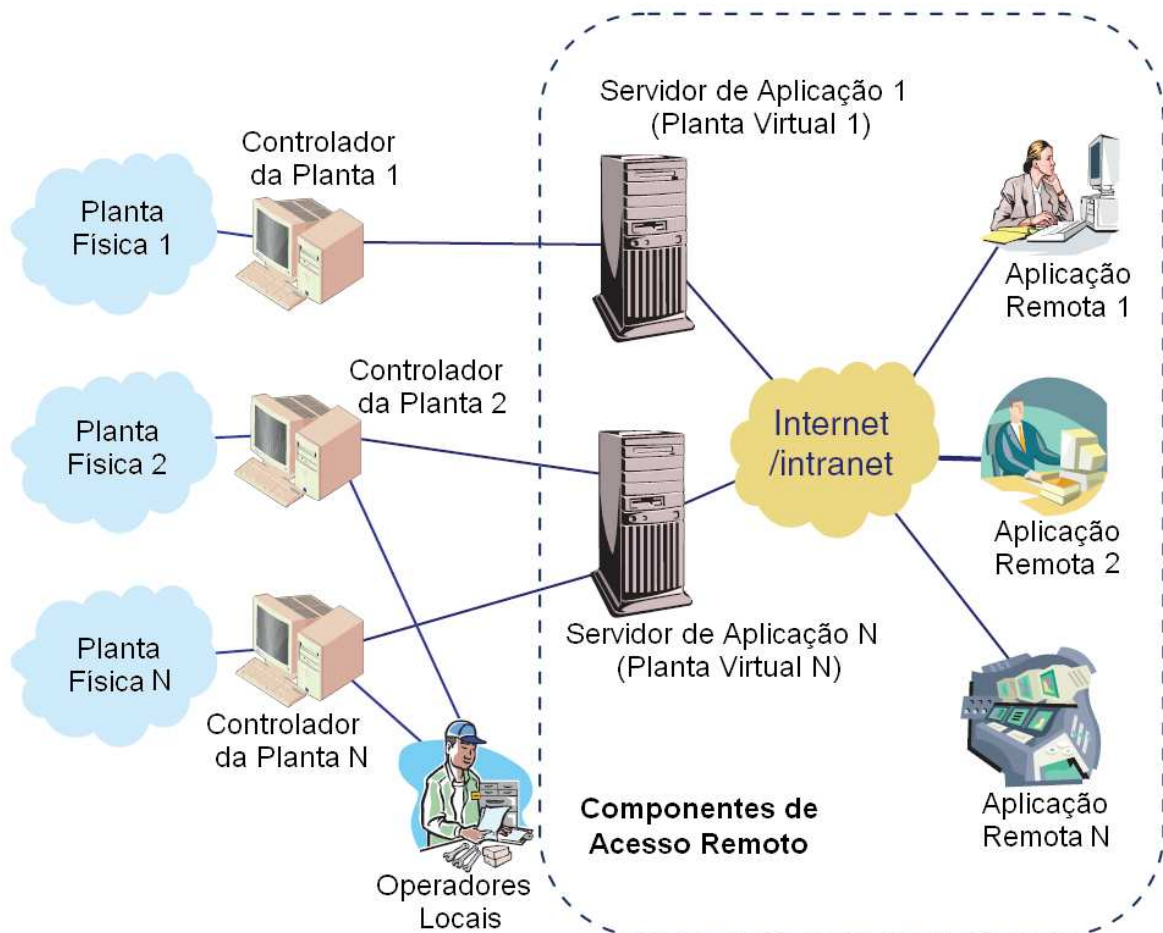 Servidor de Aplicação 1
(Planta Virtual 1)
Controlador
da Planta 1
Planta
Física 1
Aplicação
Remota 1
Controlador
da Planta 2
Planta
Física 2
Internet
/intranet
Aplicação
Remota 2
Servidor de Aplicação N
(Planta Virtual N)
Planta
Física N
Controlador
da Planta N
Componentes de
Acesso Remoto
Aplicação
Remota N
Operadores
Locais